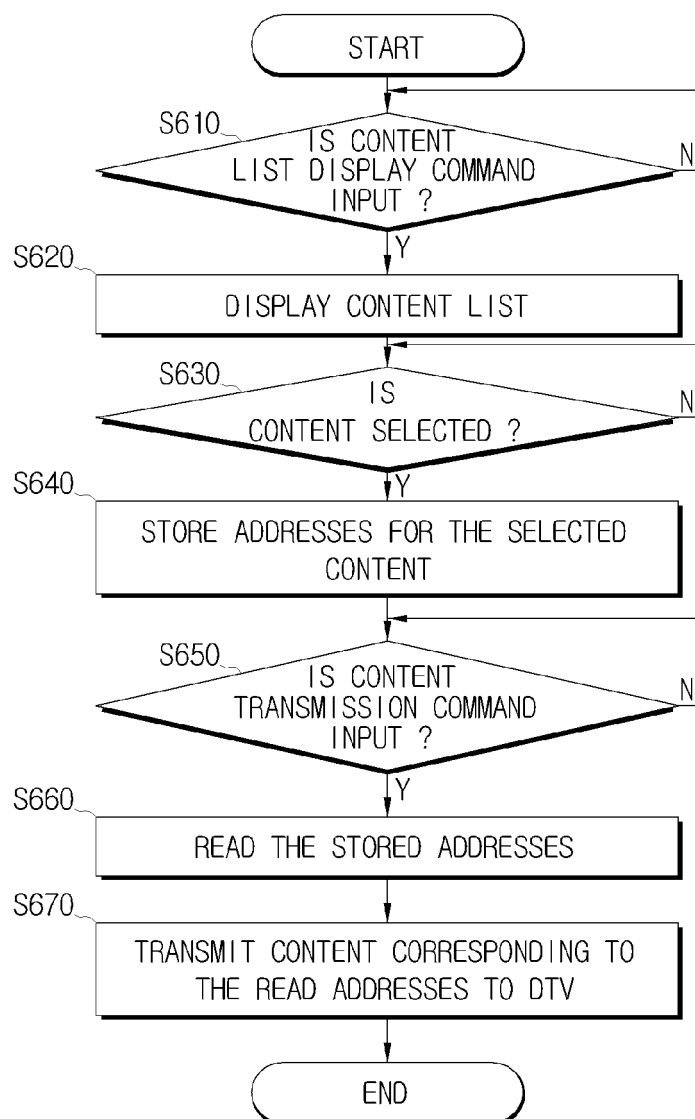 START
S610
IS CONTENT
LIST DISPLAY COMMAND
INPUT ?
N
Y
S620
DISPLAY CONTENT LIST
S630
IS
CONTENT SELECTED ?
N
Y
S640
STORE ADDRESSES FOR THE SELECTED
CONTENT
S650
IS CONTENT
TRANSMISSION COMMAND
INPUT ?
N
Y
S660
READ THE STORED ADDRESSES
S670
TRANSMIT CONTENT CORRESPONDING TO
THE READ ADDRESSES TO DTV
END